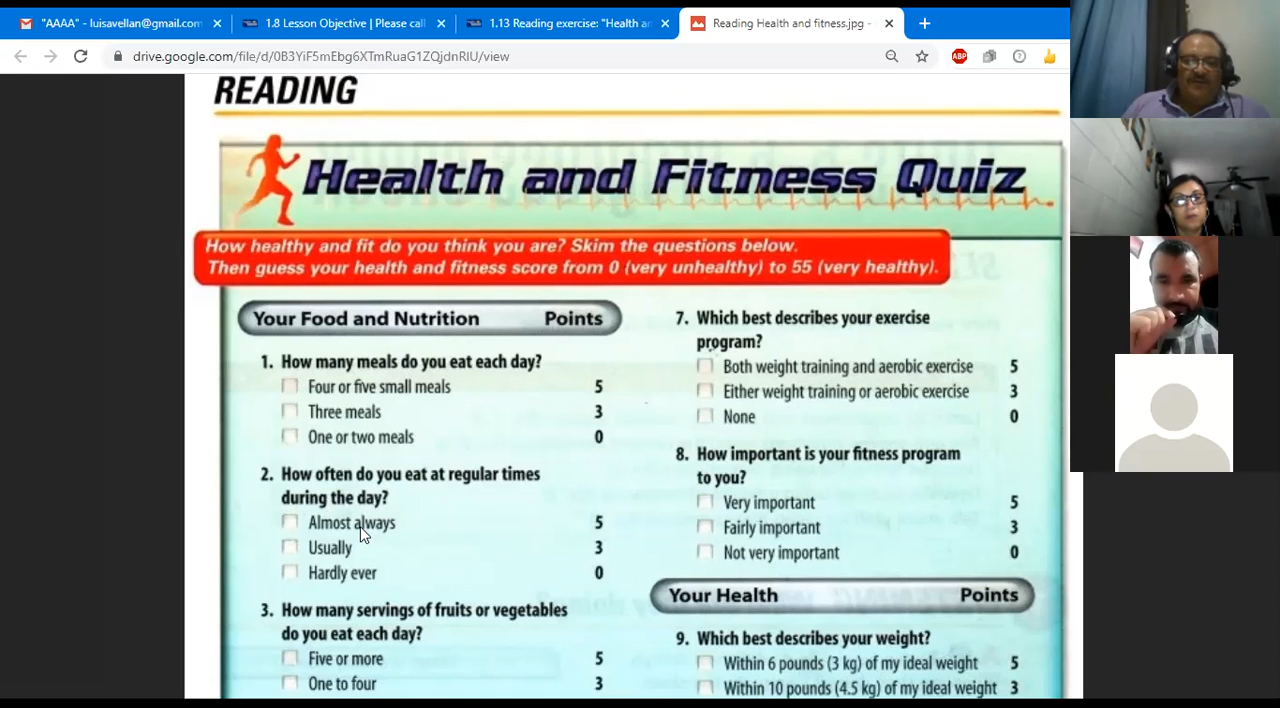 "AAAA" - luisavellan@gmail.com
1.8 Lesson Objective | Please call
1.13 Reading exercise: "Health an
Reading Health and fitness.jpg -
drive.google.com/file/d/0B3YiF5mEbg6XTmRuaG1ZQjdnRIU/view
ABP
READING
Health and Fitness Quiz
How healthy and fit do you think you are? Skim the questions below.
Then guess your health and fitness score from 0 (very unhealthy) to 55 (very healthy).
Your Food and Nutrition Points
1. How many meals do you eat each day?
Four or five small meals 5
Three meals 3
One or two meals 0
2. How often do you eat at regular times
during the day?
Almost always 5
Usually 3
Hardly ever 0
3. How many servings of fruits or vegetables
do you eat each day?
Five or more 5
One to four 3
7. Which best describes your exercise
program?
Both weight training and aerobic exercise 5
Either weight training or aerobic exercise 3
None 0
8. How important is your fitness program
to you?
Very important 5
Fairly important 3
Not very important 0
Your Health Points
9. Which best describes your weight?
Within 6 pounds (3 kg) of my ideal weight 5
Within 10 pounds (4.5 kg) of my ideal weight 3